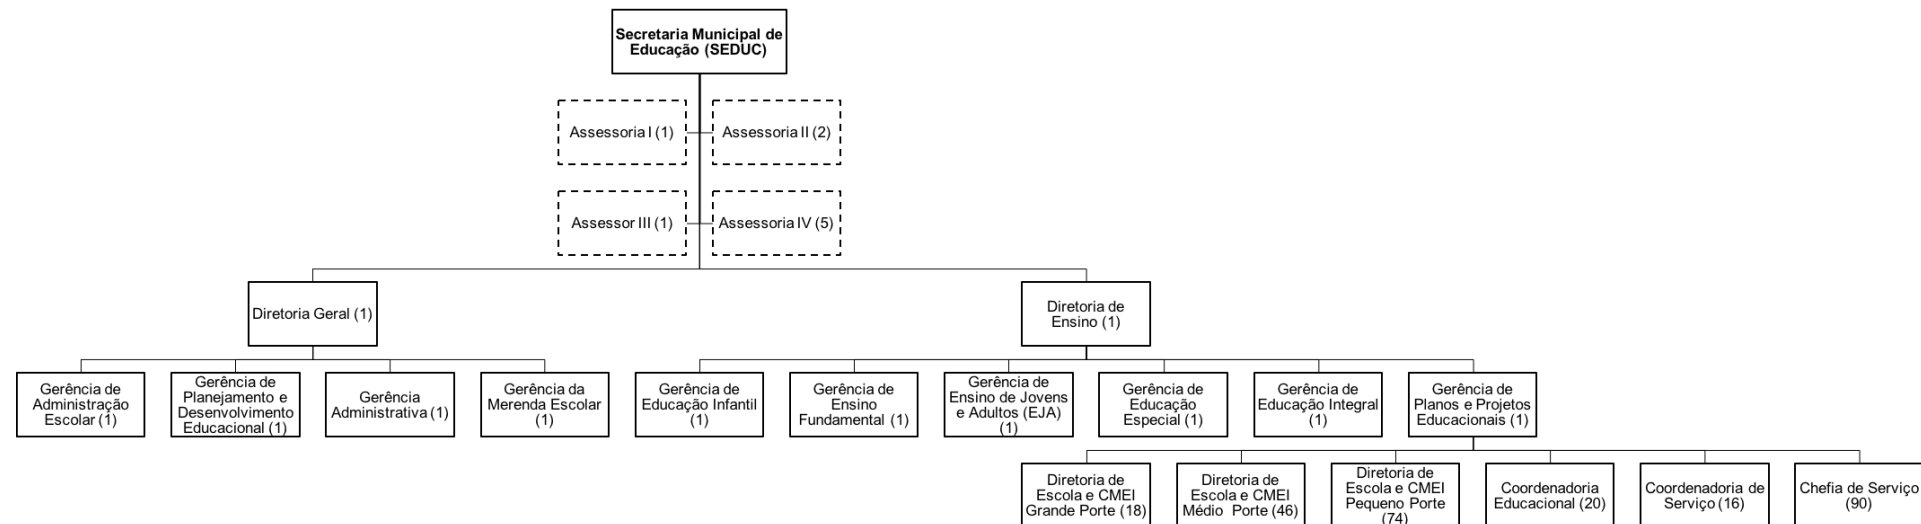 Secretaria Municipal de
Educação (SEDUC)
Assessoria I (1)
Assessoria II (2)
Assessor III (1)
Assessoria IV (5)
Diretoria Geral (1)
Diretoria de
Ensino (1)
Gerência de
Administração
Escolar (1)
Gerência de
Planejamento e
Desenvolvimento
Educacional (1)
Gerência
Administrativa (1)
Gerência da
Merenda Escolar
(1)
Gerência de
Educação Infantil
(1)
Gerência de
Ensino
Fundamental (1)
Gerência de
Ensino de Jovens
e Adultos (EJA)
(1)
Gerência de
Educação
Especial (1)
Gerência de
Educação Integral
(1)
Gerência de
Planos e Projetos
Educacionais (1)
Diretoria de
Escola e CMEI
Grande Porte (18)
Diretoria de
Escola e CMEI
Médio Porte (46)
Diretoria de
Escola e CMEI
Pequeno Porte
(74)
Coordenadoria
Educacional (20)
Coordenadoria de
Serviço (16)
Chefia de Serviço
(90)